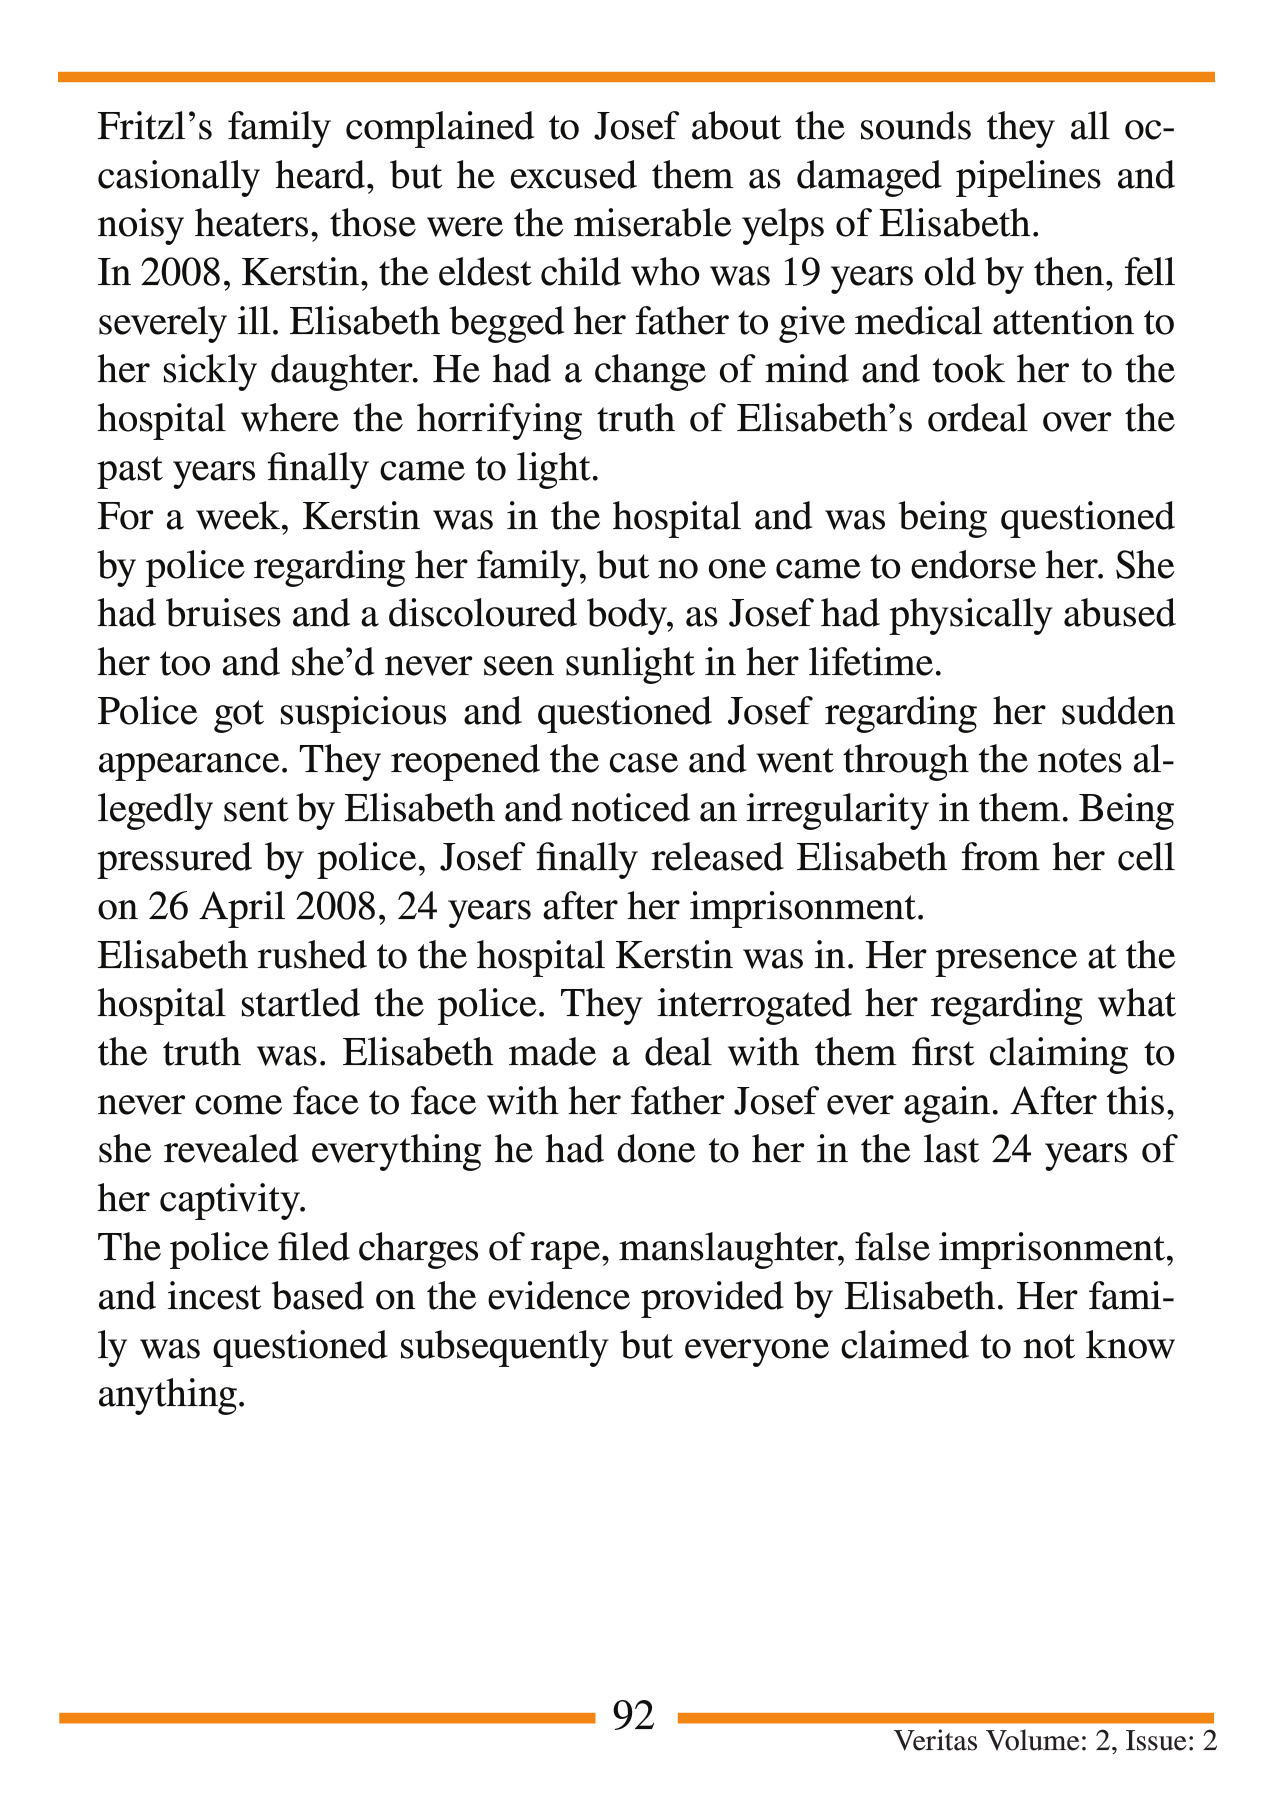 Fritzl’s family complained to Josef about the sounds they all oc-
casionally heard, but he excused them as damaged pipelines and
noisy heaters, those were the miserable yelps of Elisabeth.
In 2008, Kerstin, the eldest child who was 19 years old by then, fell
severely ill. Elisabeth begged her father to give medical attention to
her sickly daughter. He had a change of mind and took her to the
hospital where the horrifying truth of Elisabeth’s ordeal over the
past years finally came to light.
For a week, Kerstin was in the hospital and was being questioned
by police regarding her family, but no one came to endorse her. She
had bruises and a discoloured body, as Josef had physically abused
her too and she’d never seen sunlight in her lifetime.
Police got suspicious and questioned Josef regarding her sudden
appearance. They reopened the case and went through the notes al-
legedly sent by Elisabeth and noticed an irregularity in them. Being
pressured by police, Josef finally released Elisabeth from her cell
on 26 April 2008, 24 years after her imprisonment.
Elisabeth rushed to the hospital Kerstin was in. Her presence at the
hospital startled the police. They interrogated her regarding what
the truth was. Elisabeth made a deal with them first claiming to
never come face to face with her father Josef ever again. After this,
she revealed everything he had done to her in the last 24 years of
her captivity.
The police filed charges of rape, manslaughter, false imprisonment,
and incest based on the evidence provided by Elisabeth. Her fami-
ly was questioned subsequently but everyone claimed to not know
anything.
92
Veritas Volume: 2, Issue: 2